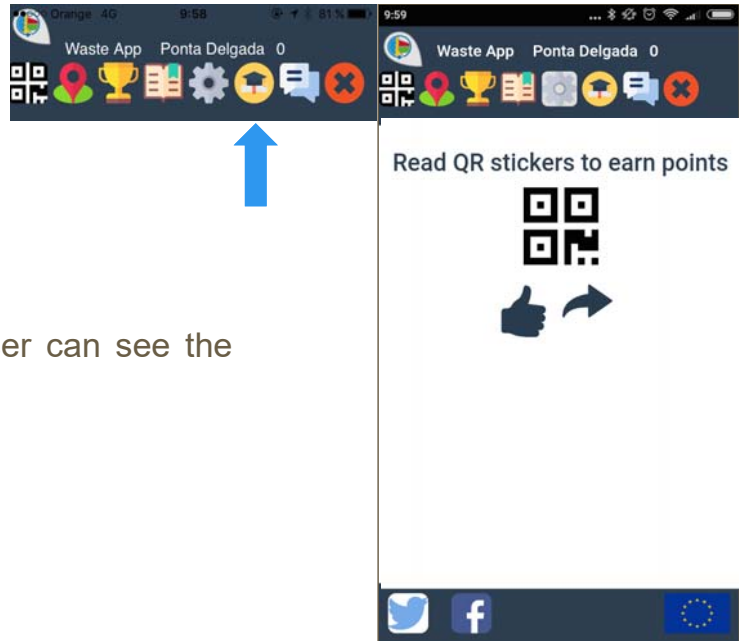 Orange 4G 9:58 81 %
Waste App Ponta Delgada 0
er can see the
9:59
Waste App Ponta Delgada 0
Read QR stickers to earn points